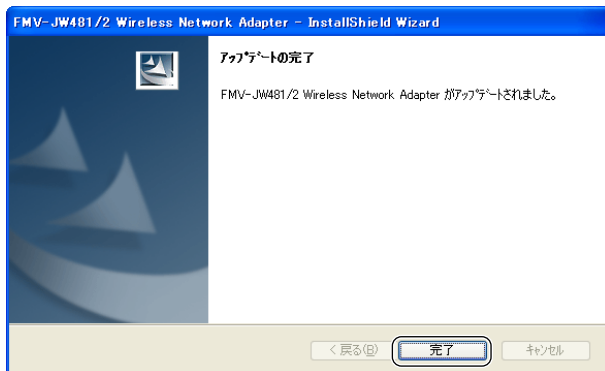 FMV-JW481/2 Wireless Network Adapter - InstallShield Wizard
ｱｯﾌﾟﾃﾞｰﾄの完了
FMV-JW481/2 Wireless Network Adapter がｱｯﾌﾟﾃﾞｰﾄされました。
< 戻る(B)
完了
ｷｬﾝｾﾙ